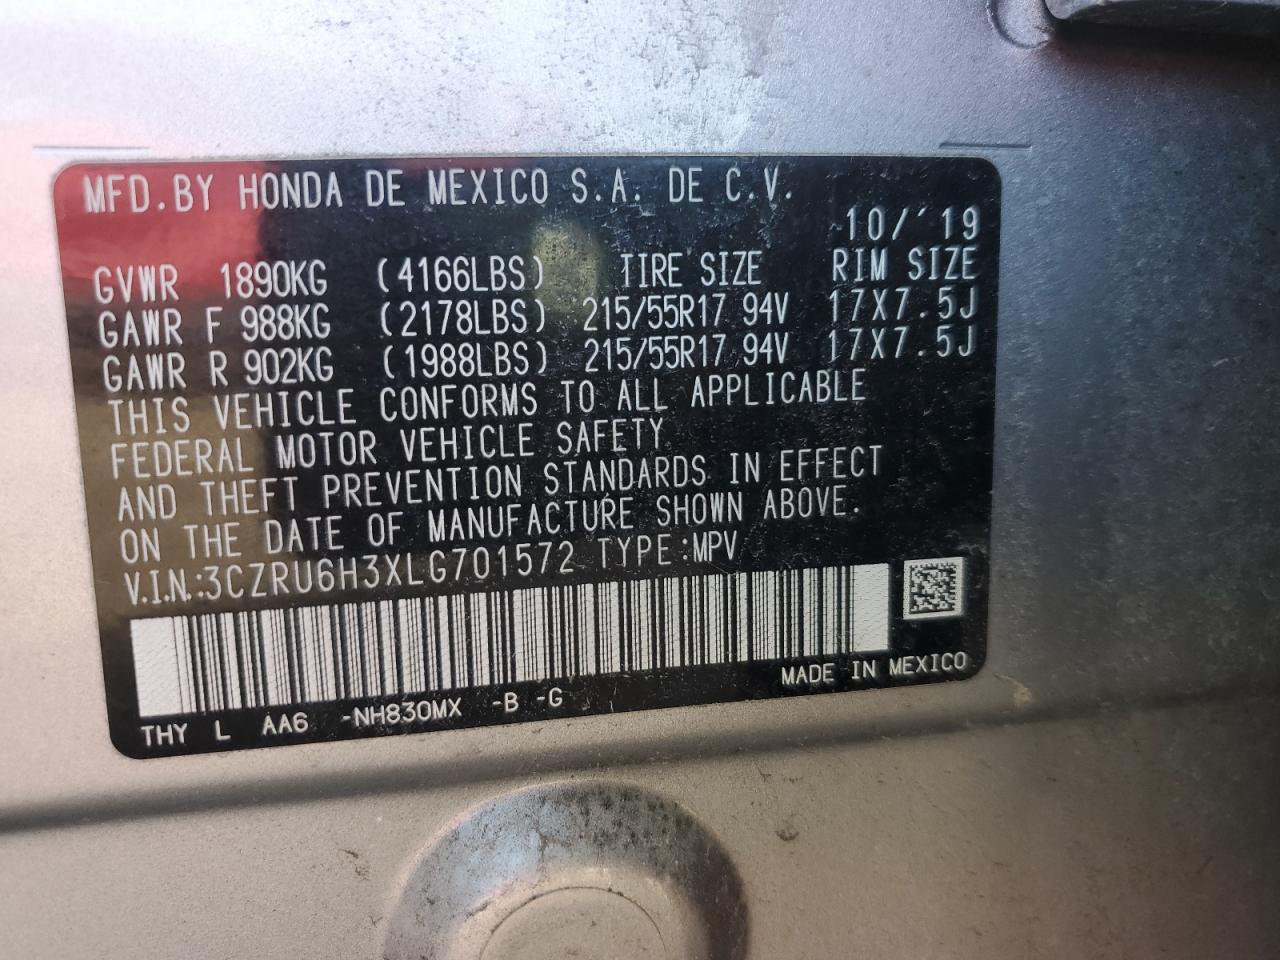 MFD.BY HONDA DE MEXICO S.A. DE C.V.
10/'19
GVWR 1890KG (4166LBS) TIRE SIZE RIM SIZE
GAWR F 988KG (2178LBS) 215/55R17 94V 17X7.5J
GAWR R 902KG (1988LBS) 215/55R17 94V 17X7.5J
THIS VEHICLE CONFORMS TO ALL APPLICABLE
FEDERAL MOTOR VEHICLE SAFETY
AND THEFT PREVENTION STANDARDS IN EFFECT
ON THE DATE OF MANUFACTURE SHOWN ABOVE.
V.I.N.:3CZRU6H3XLG701572 TYPE:MPV
MADE IN MEXICO
THY L AA6 -NH830MX -B -G